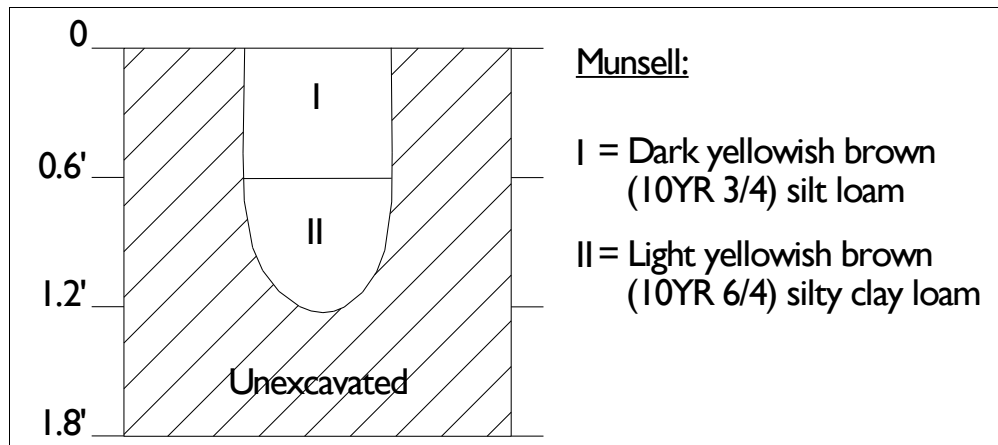 0
0.6'
1.2'
1.8'
I
II
Unexcavated
Munsell:
I = Dark yellowish brown
(10YR 3/4) silt loam
II = Light yellowish brown
(10YR 6/4) silty clay loam